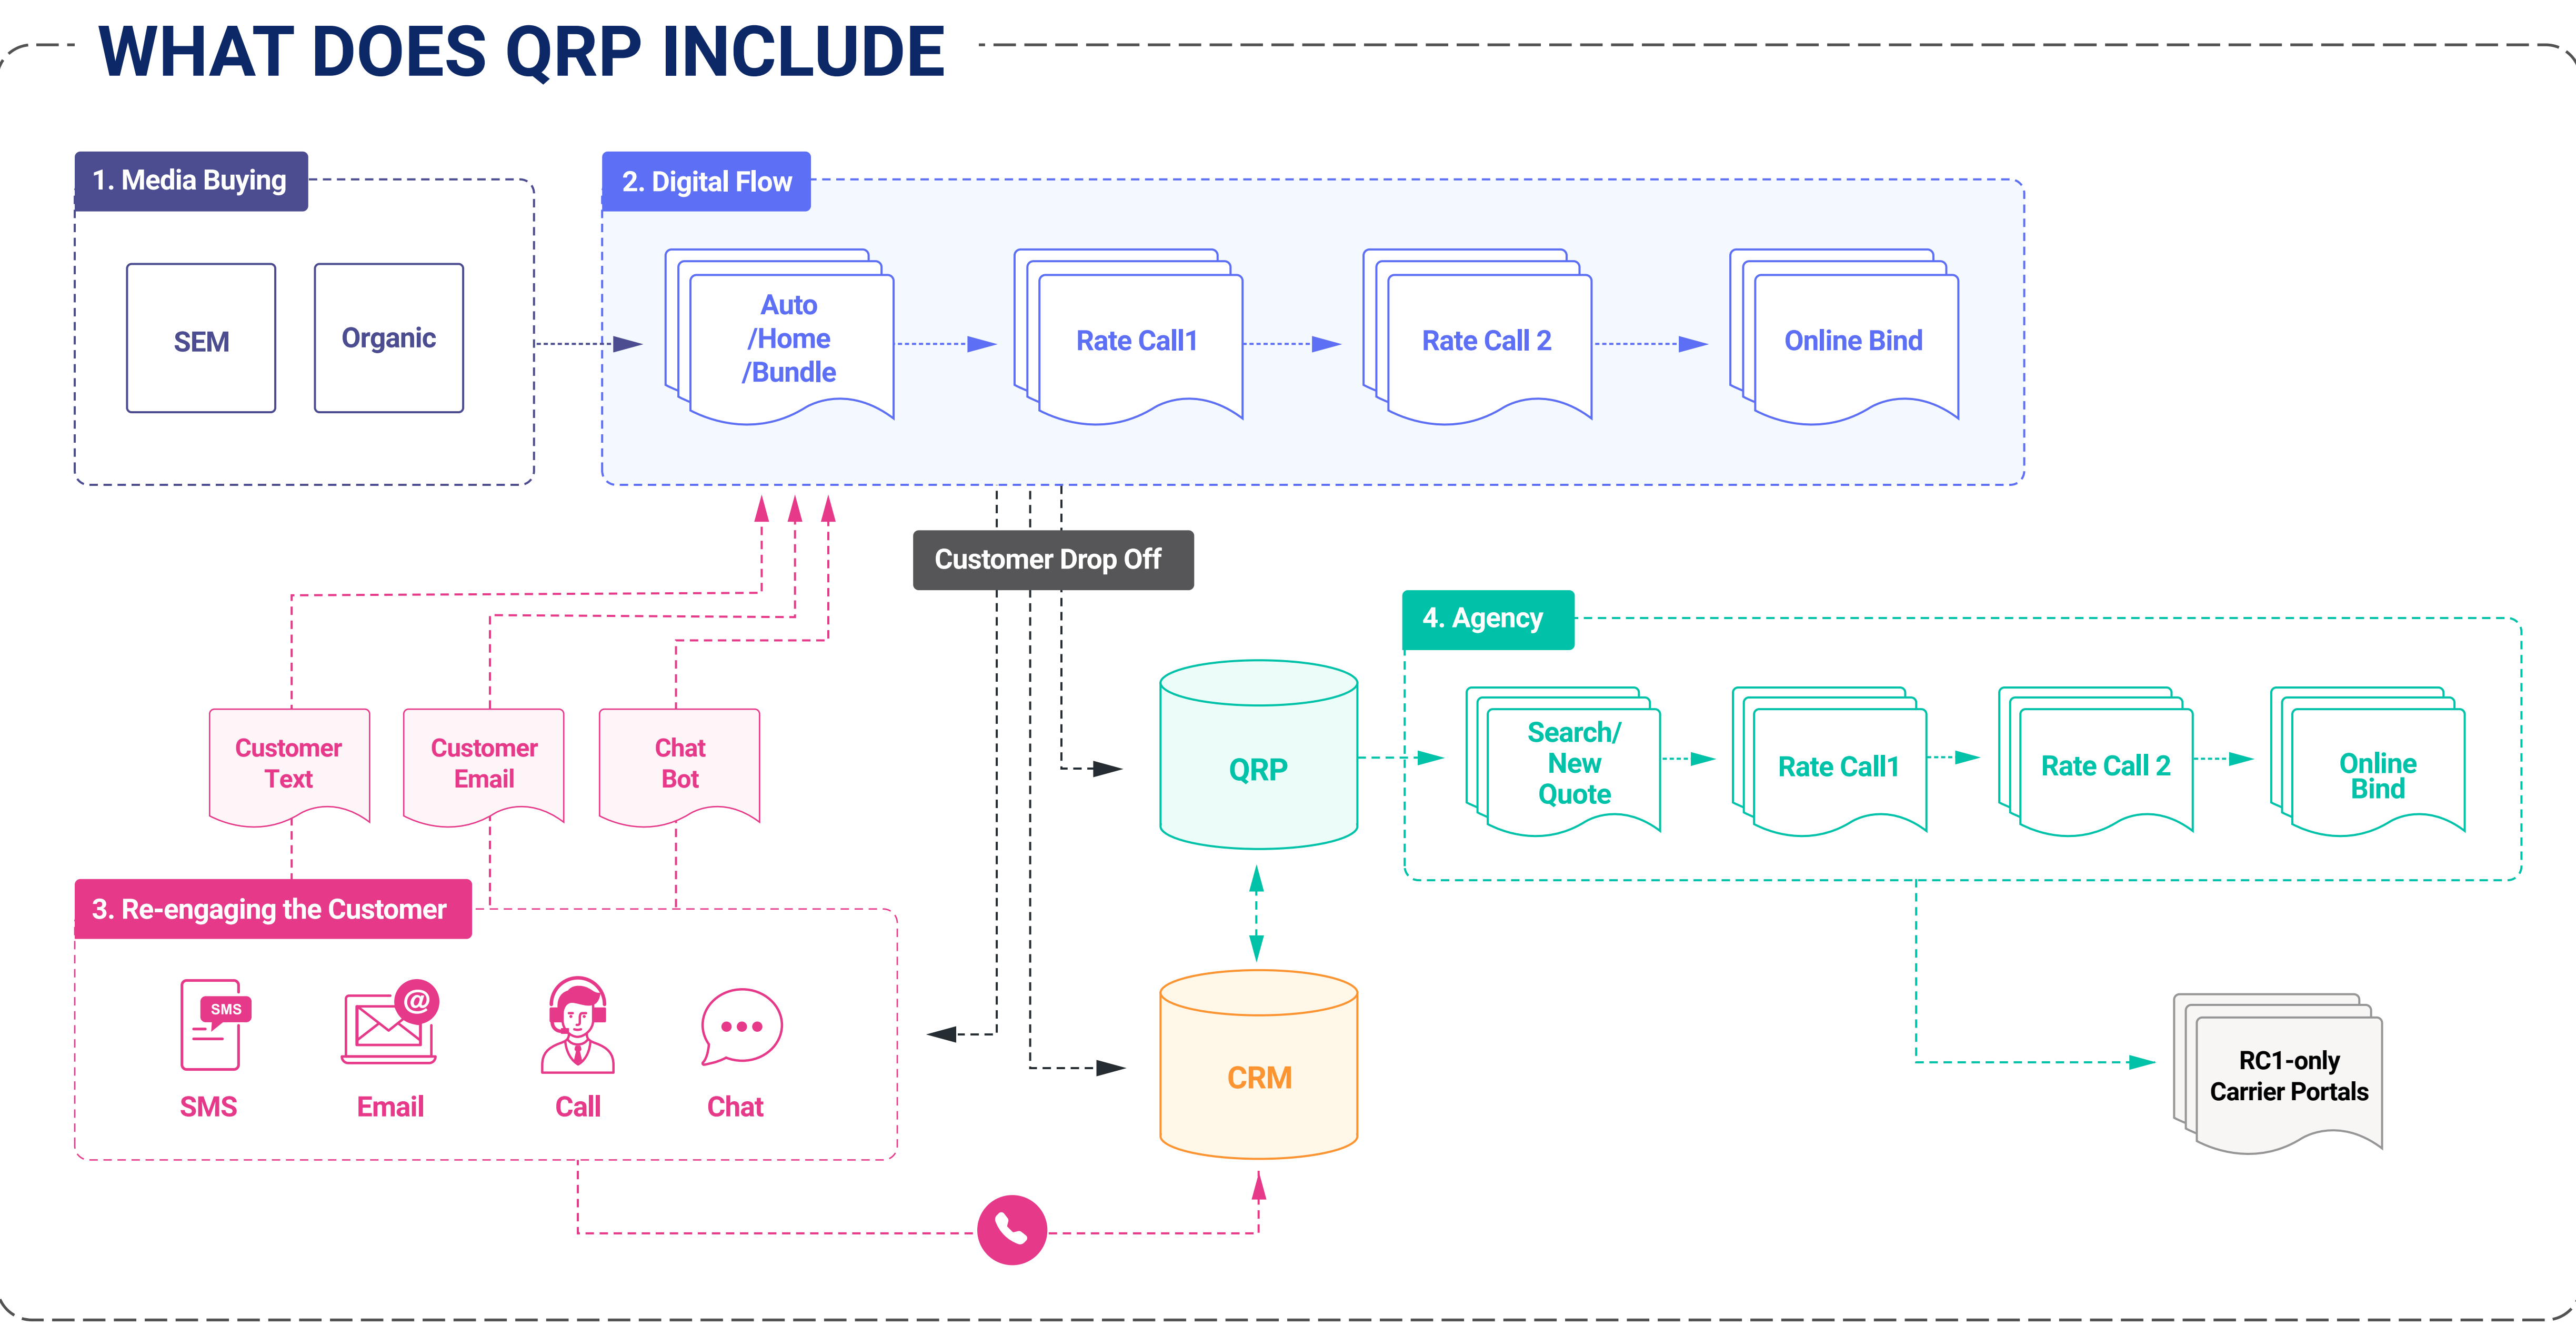 WHAT DOES QRP INCLUDE
1. Media Buying
SEM
Organic
2. Digital Flow
Auto
/Home
/Bundle
Rate Call1
Rate Call 2
Online Bind
Customer Drop Off
Customer
Text
Customer
Email
Chat
Bot
3. Re-engaging the Customer
SMS
@
SMS
Email
Call
Chat
QRP
CRM
4. Agency
Search/
New
Quote
Rate Call1
Rate Call 2
Online
Bind
RC1-only
Carrier Portals